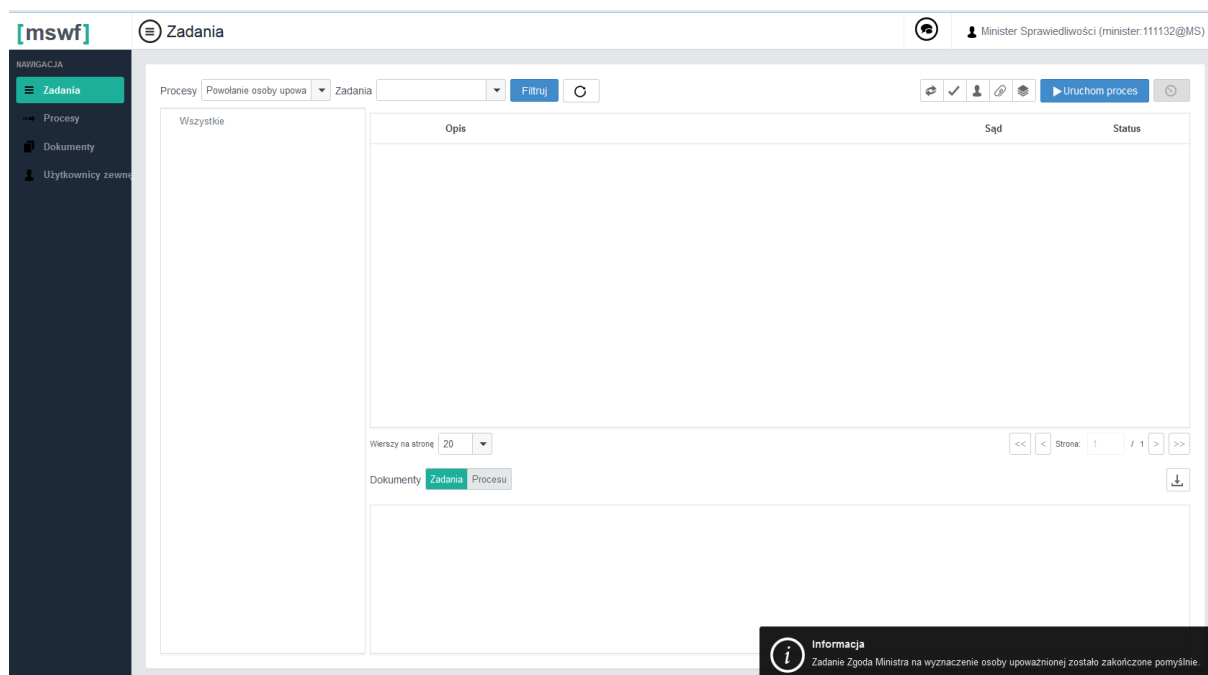 [mswf]
Zadania
Minister Sprawiedliwości (minister:111132@MS)
NAWIGACJA
Zadania
Procesy
Dokumenty
Użytkownicy zewnę
Procesy Powołanie osoby upowa Zadania Filtruj Uruchom proces
Wszystkie
Opis Sąd Status
Wierszy na stronę 20 << < Strona: 1 / 1 > >>
Dokumenty Zadania Procesu
Informacja
Zadanie Zgoda Ministra na wyznaczenie osoby upoważnionej zostało zakończone pomyślnie.